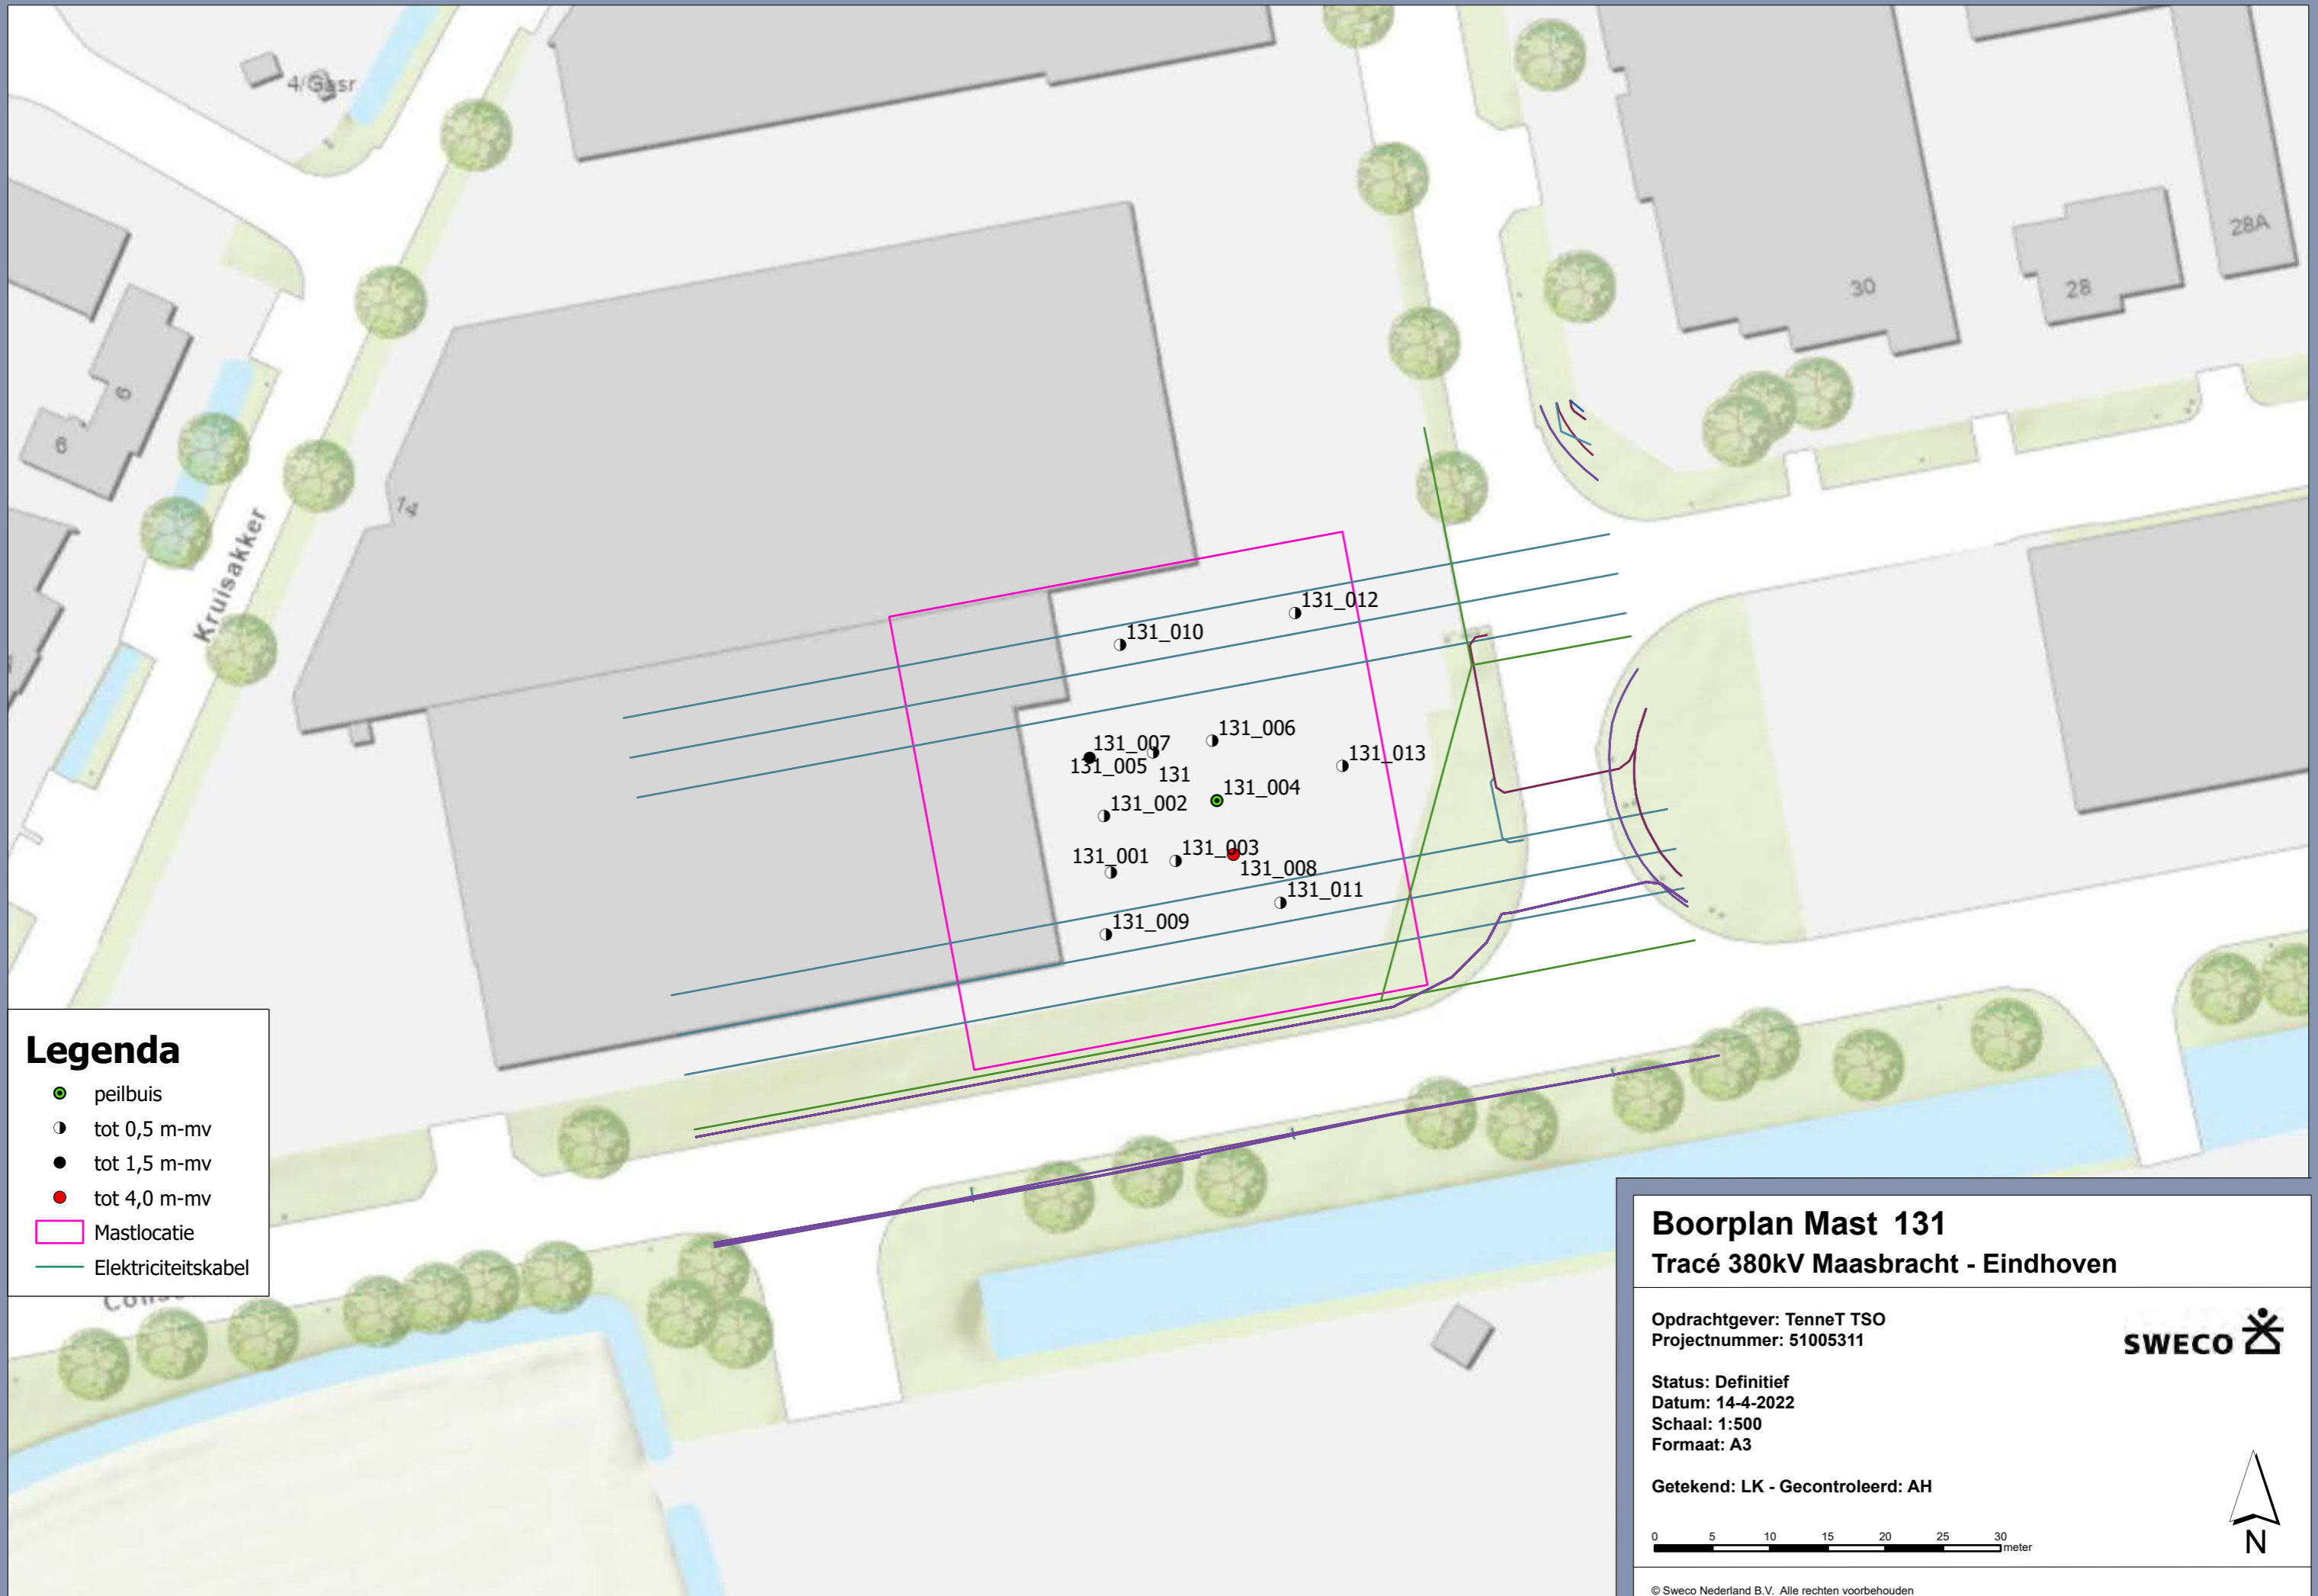 4/Gasr
28A
30
28
6
6
14
Kruisakker
131_012
131_010
131_006
131_007
131_013
131_005
131
131_004
131_002
131_003
131_001
131_008
131_011
131_009
Legenda
peilbuis
tot 0,5 m-mv
tot 1,5 m-mv
tot 4,0 m-mv
Mastlocatie
Elektriciteitskabel
Boorplan Mast 131
Tracé 380kV Maasbracht - Eindhoven
Opdrachtgever: TenneT TSO
Projectnummer: 51005311
SWECO
Status: Definitief
Datum: 14-4-2022
Schaal: 1:500
Formaat: A3
Getekend: LK - Gecontroleerd: AH
0 5 10 15 20 25 30
meter
N
© Sweco Nederland B.V. Alle rechten voorbehouden